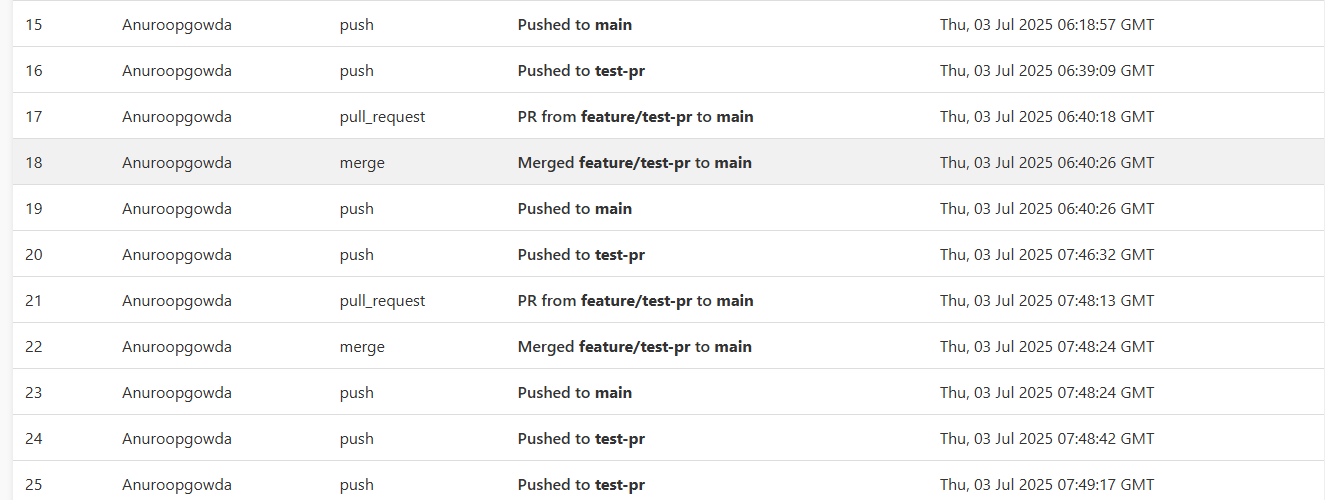 15 Anuroopgowda push Pushed to main Thu, 03 Jul 2025 06:18:57 GMT
16 Anuroopgowda push Pushed to test-pr Thu, 03 Jul 2025 06:39:09 GMT
17 Anuroopgowda pull_request PR from feature/test-pr to main Thu, 03 Jul 2025 06:40:18 GMT
18 Anuroopgowda merge Merged feature/test-pr to main Thu, 03 Jul 2025 06:40:26 GMT
19 Anuroopgowda push Pushed to main Thu, 03 Jul 2025 06:40:26 GMT
20 Anuroopgowda push Pushed to test-pr Thu, 03 Jul 2025 07:46:32 GMT
21 Anuroopgowda pull_request PR from feature/test-pr to main Thu, 03 Jul 2025 07:48:13 GMT
22 Anuroopgowda merge Merged feature/test-pr to main Thu, 03 Jul 2025 07:48:24 GMT
23 Anuroopgowda push Pushed to main Thu, 03 Jul 2025 07:48:24 GMT
24 Anuroopgowda push Pushed to test-pr Thu, 03 Jul 2025 07:48:42 GMT
25 Anuroopgowda push Pushed to test-pr Thu, 03 Jul 2025 07:49:17 GMT